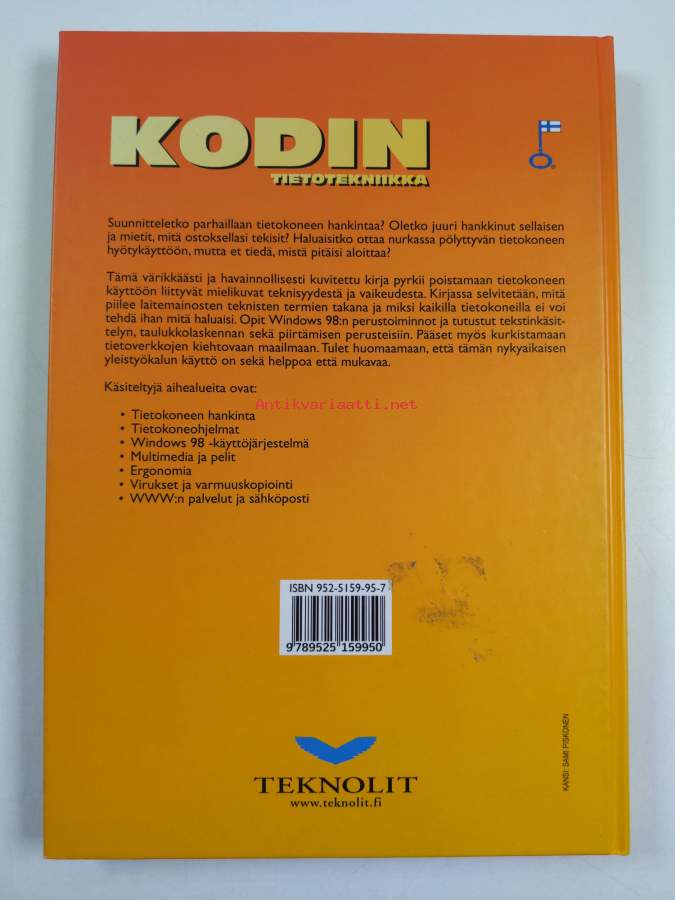 KODIN
TIETOTEKNIIKKA
Suunnitteletko parhaillaan tietokoneen hankintaa? Oletko juuri hankkinut sellaisen
ja mietit, mitä ostoksellasi tekisit? Haluaisitko ottaa nurkassa pölyttyvän tietokoneen
hyötykäyttöön, mutta et tiedä, mistä pitäisi aloittaa?
Tämä värikkäästi ja havainnollisesti kuvitettu kirja pyrkii poistamaan tietokoneen
käyttöön liittyvät mielikuvat teknisyydestä ja vaikeudesta. Kirjassa selvitetään, mitä
piilee laitemainosten teknisten termien takana ja miksi kaikilla tietokoneilla ei voi
tehdä ihan mitä haluaisi. Opit Windows 98:n perustoiminnot ja tutustut tekstinkäsit-
telyn, taulukkolaskennan sekä piirtämisen perusteisiin. Pääset myös kurkistamaan
tietoverkkojen kiehtovaan maailmaan. Tulet huomaamaan, että tämän nykyaikaisen
yleistyökalun käyttö on sekä helppoa että mukavaa.
Käsiteltyjä aihealueita ovat:
Antikvariaatti.net
• Tietokoneen hankinta
• Tietokoneohjelmat
• Windows 98 -käyttöjärjestelmä
• Multimedia ja pelit
• Ergonomia
• Virukset ja varmuuskopiointi
• WWW:n palvelut ja sähköposti
ISBN 952-5159-95-7
9 789525 159950
KANSI: SAMI PISKONEN
TEKNOLIT
www.teknolit.fi